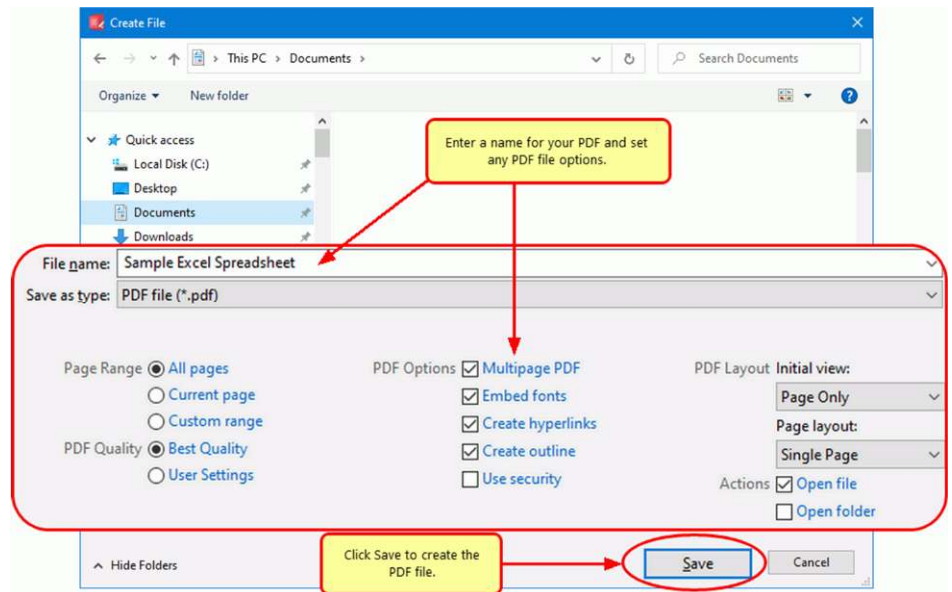 Create File
This PC > Documents >
Search Documents
Organize
New folder
Enter a name for your PDF and set
any PDF file options.
Quick access
Local Disk (C:)
Desktop
Documents
Downloads
File name: Sample Excel Spreadsheet
Save as type: PDF file (*.pdf)
Page Range All pages
Current page
Custom range
PDF Quality Best Quality
User Settings
PDF Options Multipage PDF
Embed fonts
Create hyperlinks
Create outline
Use security
PDF Layout Initial view:
Page Only
Page layout:
Single Page
Actions Open file
Open folder
Hide Folders
Click Save to create the
PDF file.
Save
Cancel